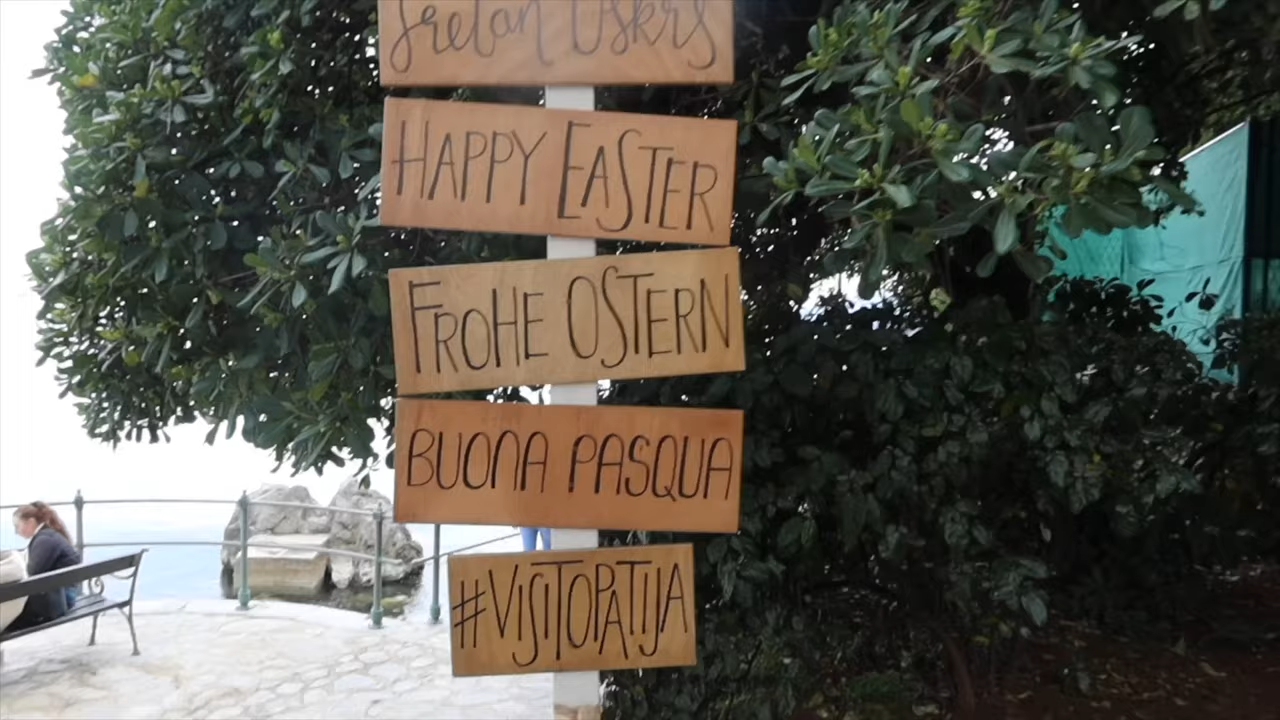 Sretan Uskrs
HAPPY EASTER
FROHE OSTERN
BUONA PASQUA
#VISITOPATIJA